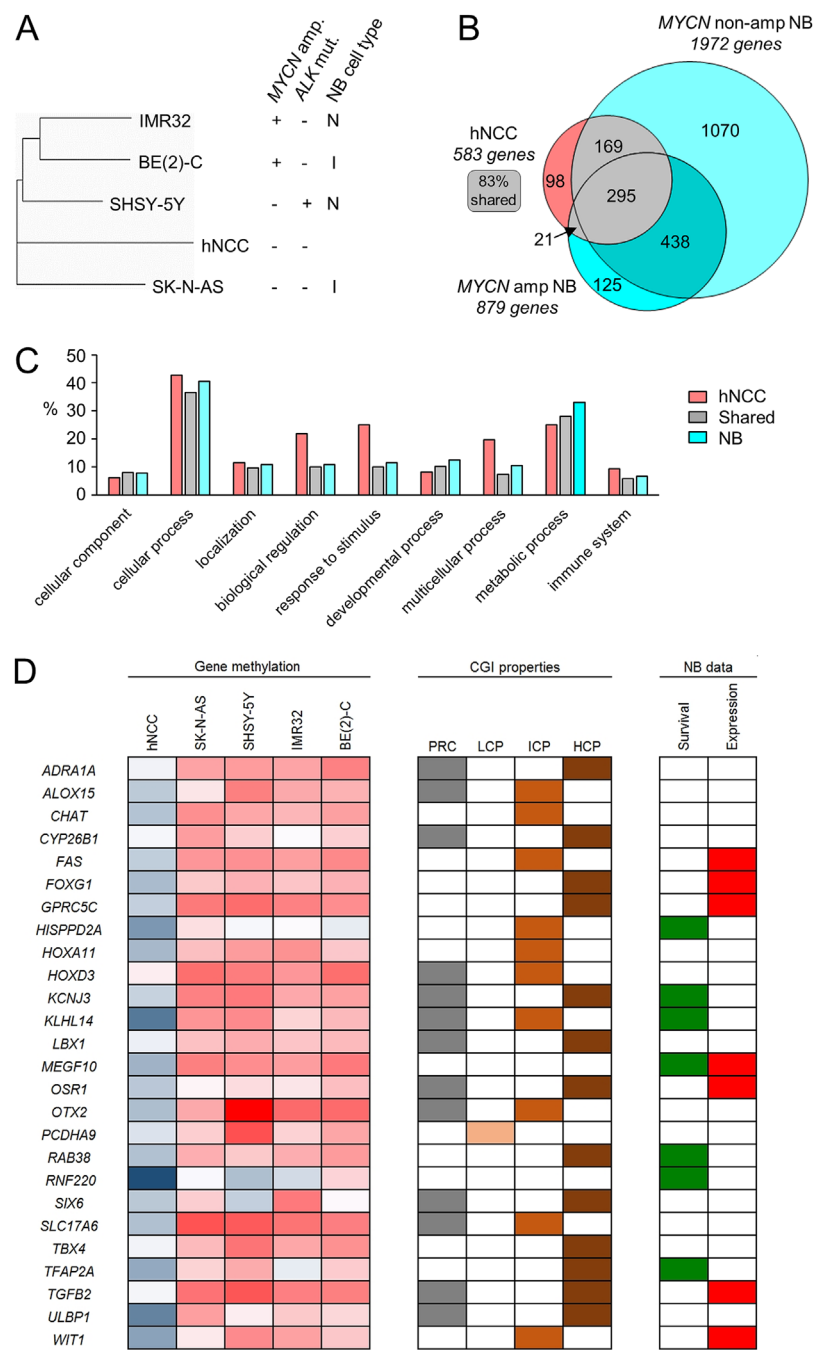 A
MYCN amp.
ALK mut.
NB cell type
IMR32 + - N
BE(2)-C + - I
SHSY-5Y - + N
hNCC - -
SK-N-AS - - I
B
MYCN non-amp NB
1972 genes
hNCC
583 genes
83%
shared
1070
169
98
295
21
438
125
MYCN amp NB
879 genes
C
%
50
40
30
20
10
0
hNCC
Shared
NB
cellular component
cellular process
localization
biological regulation
response to stimulus
developmental process
multicellular process
metabolic process
immune system
D
Gene methylation
CGI properties
NB data
hNCC
SK-N-AS
SHSY-5Y
IMR32
BE(2)-C
PRC
LCP
ICP
HCP
Survival
Expression
ADRA1A
ALOX15
CHAT
CYP26B1
FAS
FOXG1
GPRC5C
HISPPD2A
HOXA11
HOXD3
KCNJ3
KLHL14
LBX1
MEGF10
OSR1
OTX2
PCDHA9
RAB38
RNF220
SIX6
SLC17A6
TBX4
TFAP2A
TGFB2
ULBP1
WIT1